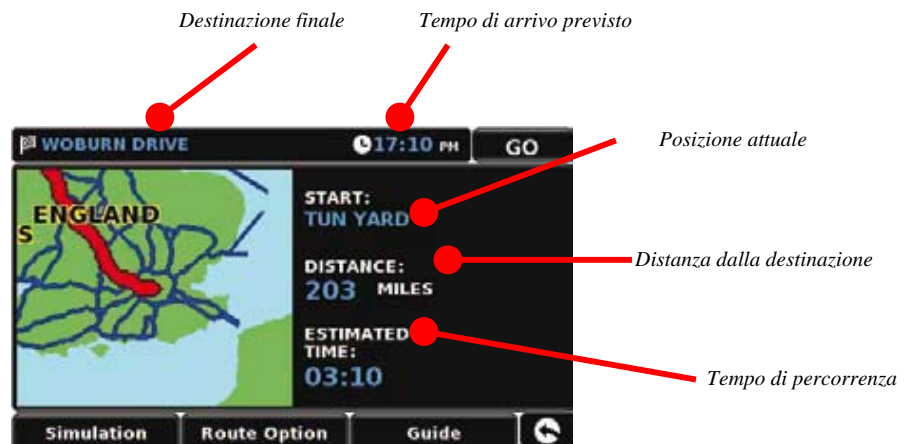 Destinazione finale
Tempo di arrivo previsto
WOBURN DRIVE
17:10 PM
GO
Posizione attuale
ENGLAND
S
START:
TUN YARD
Distanza dalla destinazione
DISTANCE:
203 MILES
ESTIMATED
TIME:
03:10
Tempo di percorrenza
Simulation
Route Option
Guide